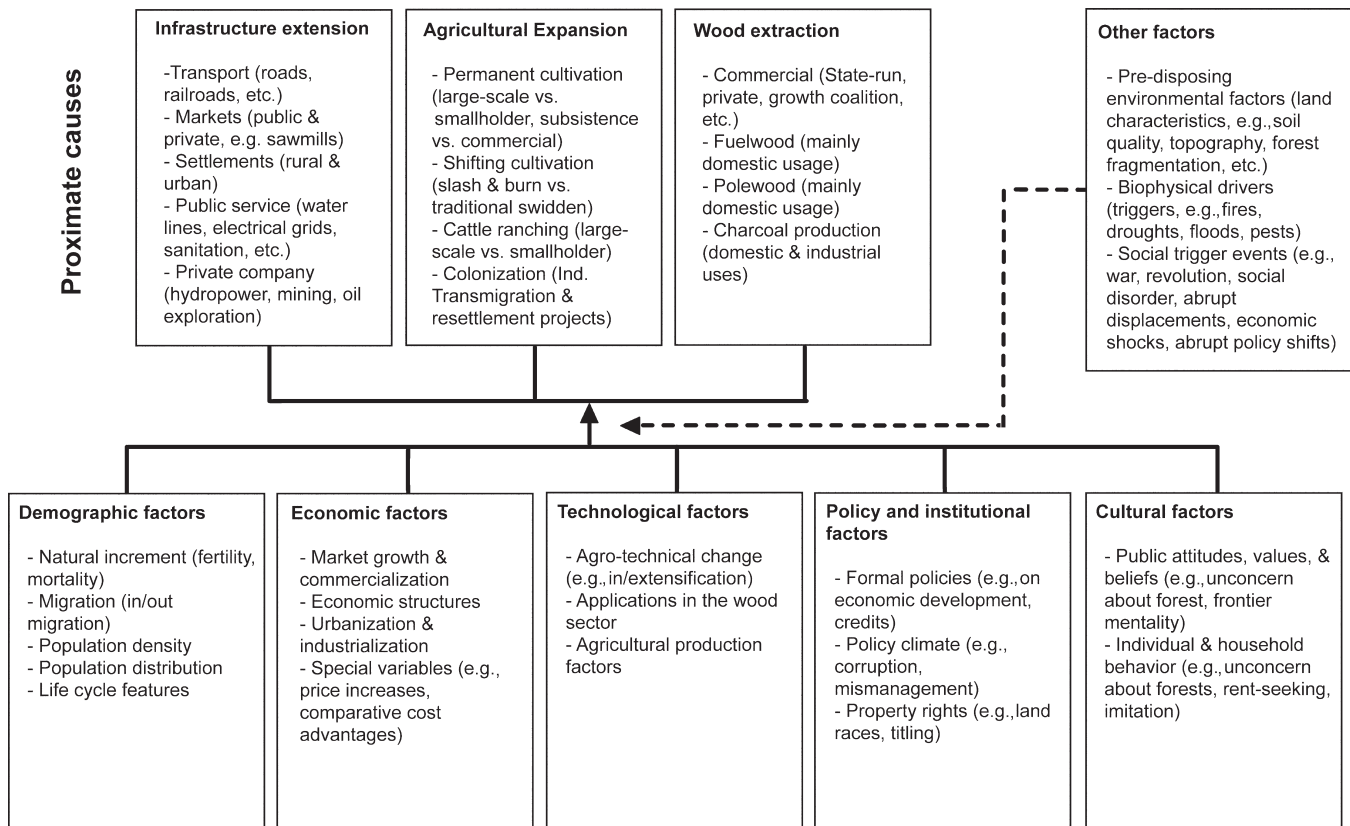 Proximate causes
Infrastructure extension
-Transport (roads,
railroads, etc.)
- Markets (public &
private, e.g. sawmills)
- Settlements (rural &
urban)
- Public service (water
lines, electrical grids,
sanitation, etc.)
- Private company
(hydropower, mining, oil
exploration)
Agricultural Expansion
- Permanent cultivation
(large-scale vs.
smallholder, subsistence
vs. commercial)
- Shifting cultivation
(slash & burn vs.
traditional swidden)
- Cattle ranching (large-
scale vs. smallholder)
- Colonization (Ind.
Transmigration &
resettlement projects)
Wood extraction
- Commercial (State-run,
private, growth coalition,
etc.)
- Fuelwood (mainly
domestic usage)
- Polewood (mainly
domestic usage)
- Charcoal production
(domestic & industrial
uses)
Other factors
- Pre-disposing
environmental factors (land
characteristics, e.g.,soil
quality, topography, forest
fragmentation, etc.)
- Biophysical drivers
(triggers, e.g.,fires,
droughts, floods, pests)
- Social trigger events (e.g.,
war, revolution, social
disorder, abrupt
displacements, economic
shocks, abrupt policy shifts)
Demographic factors
- Natural increment (fertility,
mortality)
- Migration (in/out
migration)
- Population density
- Population distribution
- Life cycle features
Economic factors
- Market growth &
commercialization
- Economic structures
- Urbanization &
industrialization
- Special variables (e.g.,
price increases,
comparative cost
advantages)
Technological factors
- Agro-technical change
(e.g.,in/extensification)
- Applications in the wood
sector
- Agricultural production
factors
Policy and institutional
factors
- Formal policies (e.g.,on
economic development,
credits)
- Policy climate (e.g.,
corruption,
mismanagement)
- Property rights (e.g.,land
races, titling)
Cultural factors
- Public attitudes, values, &
beliefs (e.g.,unconcern
about forest, frontier
mentality)
- Individual & household
behavior (e.g.,unconcern
about forests, rent-seeking,
imitation)